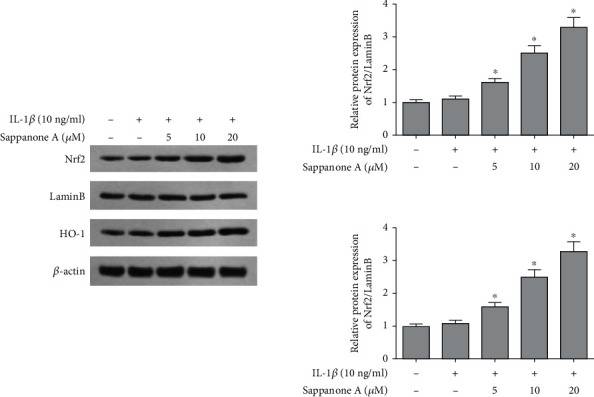 IL-1β (10 ng/ml) – + + + +
Sappanone A (μM) – – 5 10 20
Nrf2
LaminB
HO-1
β-actin
Relative protein expression
of Nrf2/LaminB
4
3
2
1
0
* * *
IL-1β (10 ng/ml) – + + + +
Sappanone A (μM) – – 5 10 20
Relative protein expression
of Nrf2/LaminB
4
3
2
1
0
* * *
IL-1β (10 ng/ml) – + + + +
Sappanone A (μM) – – 5 10 20